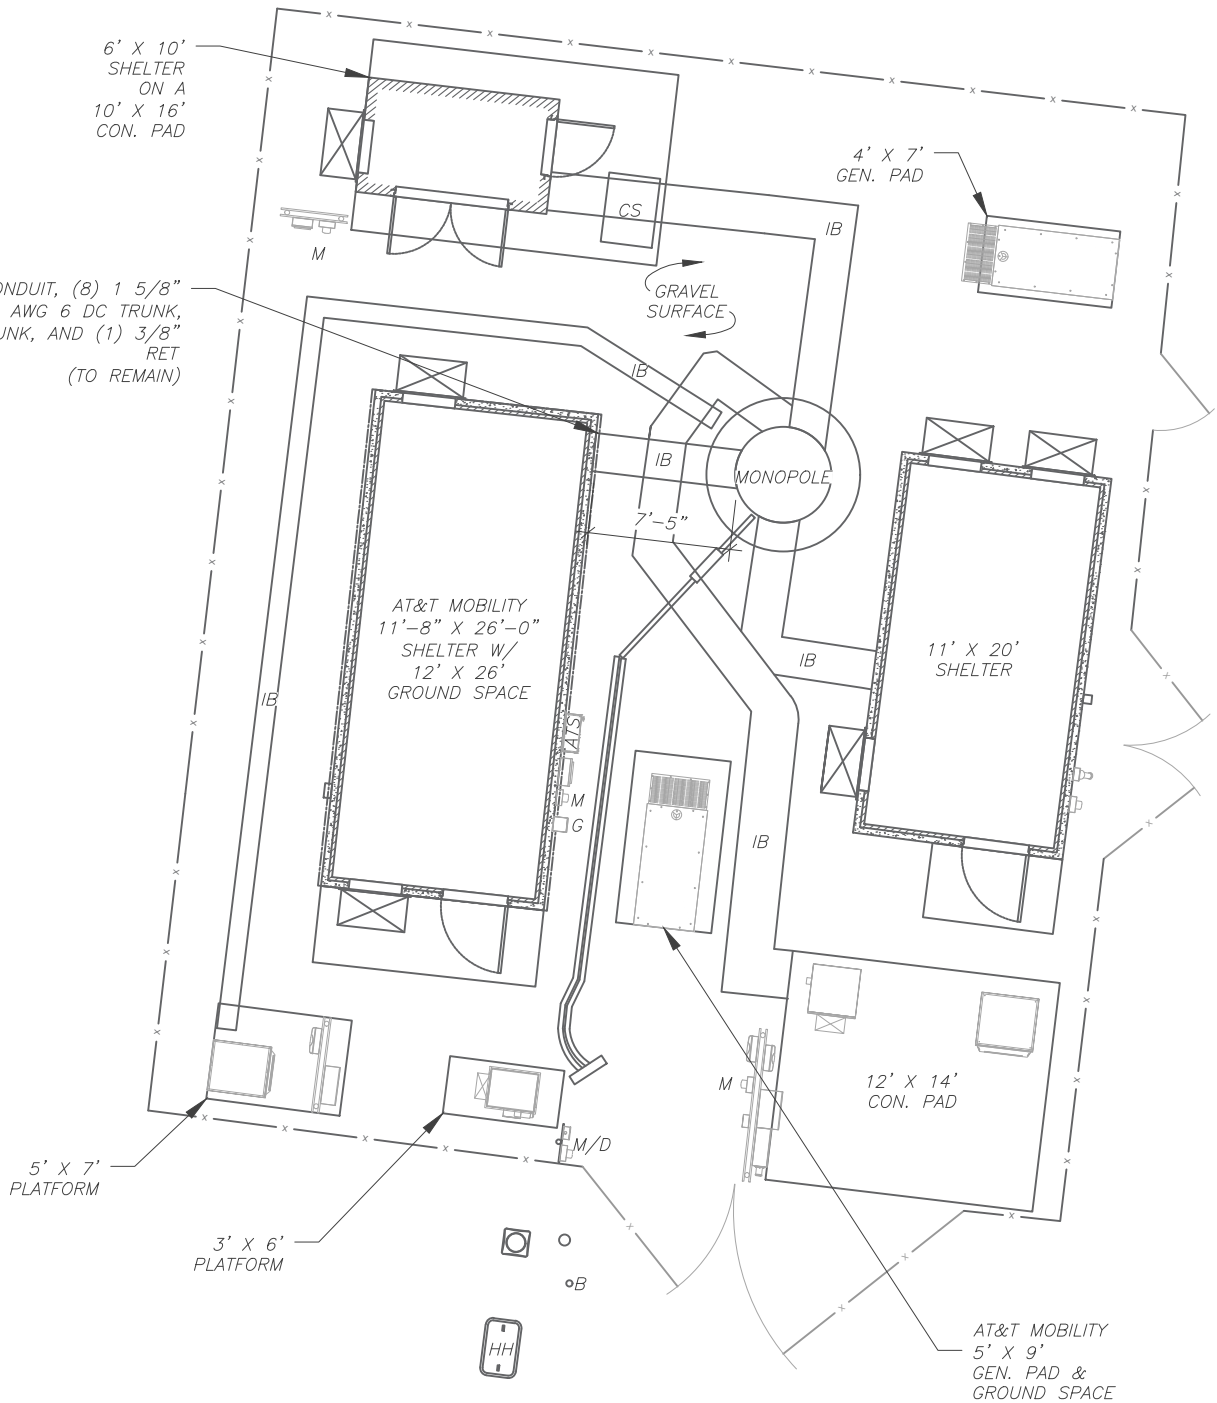 6' X 10'
SHELTER
ON A
10' X 16'
CON. PAD
4' X 7'
GEN. PAD
CS
IB
M
GRAVEL
SURFACE
(8) 1 5/8"
AWG 6 DC TRUNK,
AND (1) 3/8"
RET
(TO REMAIN)
IB
IB
MONOPOLE
7'-5"
AT&T MOBILITY
11'-8" X 26'-0"
SHELTER W/
12' X 26'
GROUND SPACE
11' X 20'
SHELTER
IB
IB
ATS
M
G
IB
12' X 14'
CON. PAD
M
M/D
5' X 7'
PLATFORM
3' X 6'
PLATFORM
B
HH
AT&T MOBILITY
5' X 9'
GEN. PAD &
GROUND SPACE